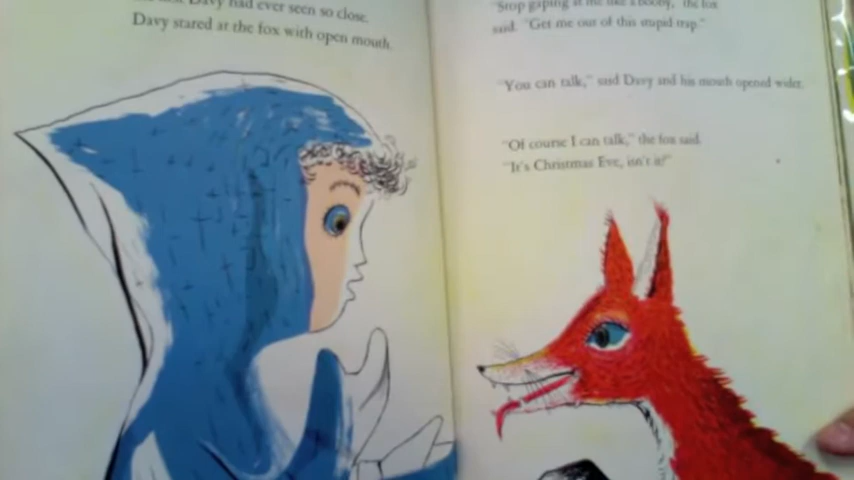 Davy had ever seen so close.
Davy stared at the fox with open mouth.
"Stop gaping at me like a booby," the fox
said. "Get me out of this stupid trap."
"You can talk," said Davy and his mouth opened wider.
"Of course I can talk," the fox said.
"It's Christmas Eve, isn't it?"